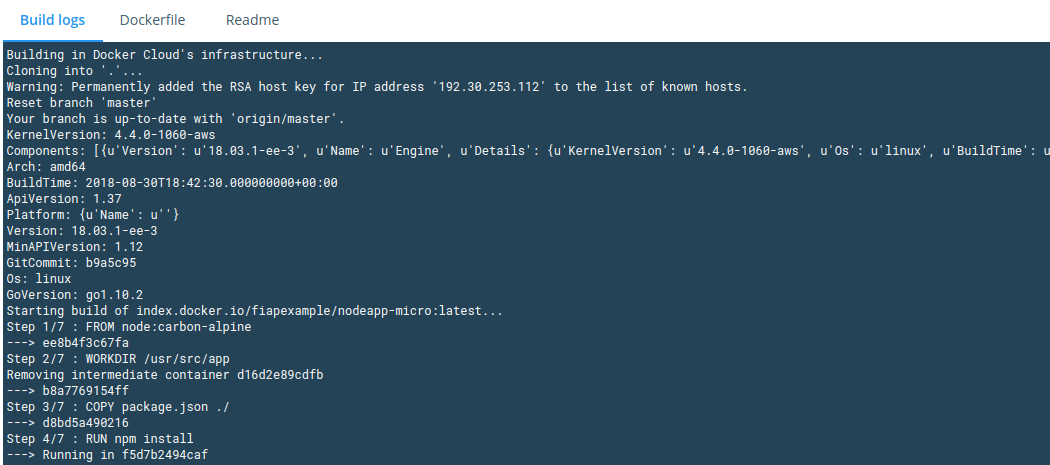 Build logs Dockerfile Readme
Building in Docker Cloud's infrastructure...
Cloning into '.'...
Warning: Permanently added the RSA host key for IP address '192.30.253.112' to the list of known hosts.
Reset branch 'master'
Your branch is up-to-date with 'origin/master'.
KernelVersion: 4.4.0-1060-aws
Components: [{u'Version': u'18.03.1-ee-3', u'Name': u'Engine', u'Details': {u'KernelVersion': u'4.4.0-1060-aws', u'Os': u'linux', u'BuildTime': u
Arch: amd64
BuildTime: 2018-08-30T18:42:30.000000000+00:00
ApiVersion: 1.37
Platform: {u'Name': u''}
Version: 18.03.1-ee-3
MinAPIVersion: 1.12
GitCommit: b9a5c95
Os: linux
GoVersion: go1.10.2
Starting build of index.docker.io/fiapexample/nodeapp-micro:latest...
Step 1/7 : FROM node:carbon-alpine
---> ee8b4f3c67fa
Step 2/7 : WORKDIR /usr/src/app
Removing intermediate container d16d2e89cdfb
---> b8a7769154ff
Step 3/7 : COPY package.json ./
---> d8bd5a490216
Step 4/7 : RUN npm install
---> Running in f5d7b2494caf